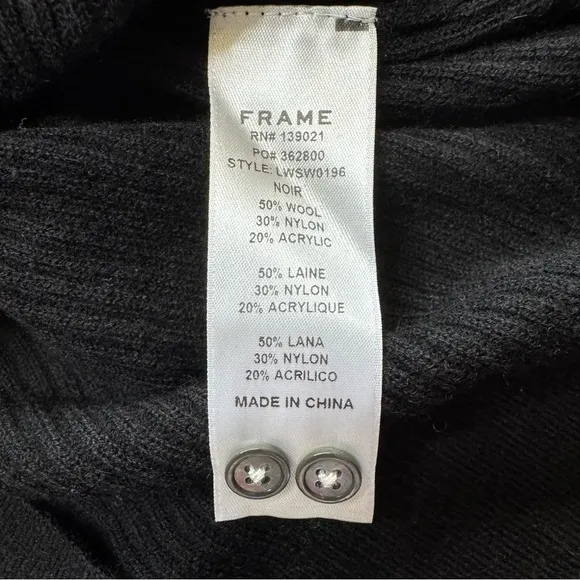 FRAME
RN# 139021
PO# 362800
STYLE: LWSW0196
NOIR
50% WOOL
30% NYLON
20% ACRYLIC
50% LAINE
30% NYLON
20% ACRYLIQUE
50% LANA
30% NYLON
20% ACRILICO
MADE IN CHINA